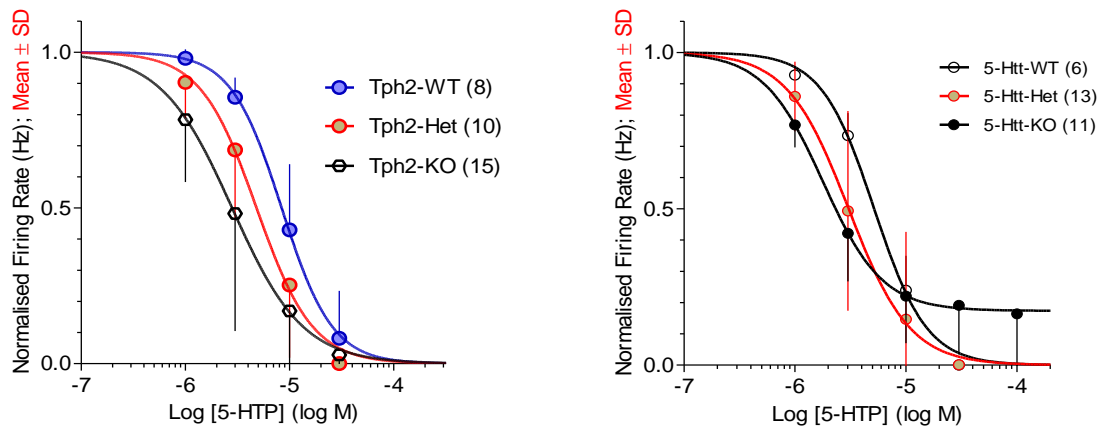 Normalised Firing Rate (Hz); Mean ± SD
1.0
0.5
0.0
-7
-6
-5
-4
Log [5-HTP] (log M)
Tph2-WT (8)
Tph2-Het (10)
Tph2-KO (15)
Normalised Firing Rate (Hz); Mean ± SD
1.0
0.5
0.0
-7
-6
-5
-4
Log [5-HTP] (log M)
5-Htt-WT (6)
5-Htt-Het (13)
5-Htt-KO (11)